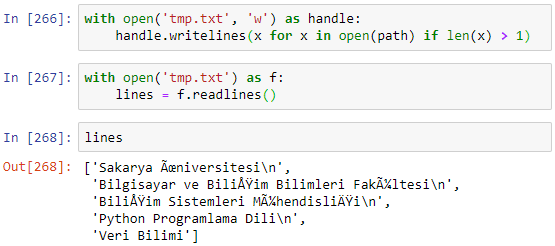 In [266]: with open('tmp.txt', 'w') as handle:
    handle.writelines(x for x in open(path) if len(x) > 1)
In [267]: with open('tmp.txt') as f:
    lines = f.readlines()
In [268]: lines
Out[268]: ['Sakarya Ãœniversitesi\n',
 'Bilgisayar ve BiliÅŸim Bilimleri FakÃ¼ltesi\n',
 'BiliÅŸim Sistemleri MÃ¼hendisliÄŸi\n',
 'Python Programlama Dili\n',
 'Veri Bilimi']